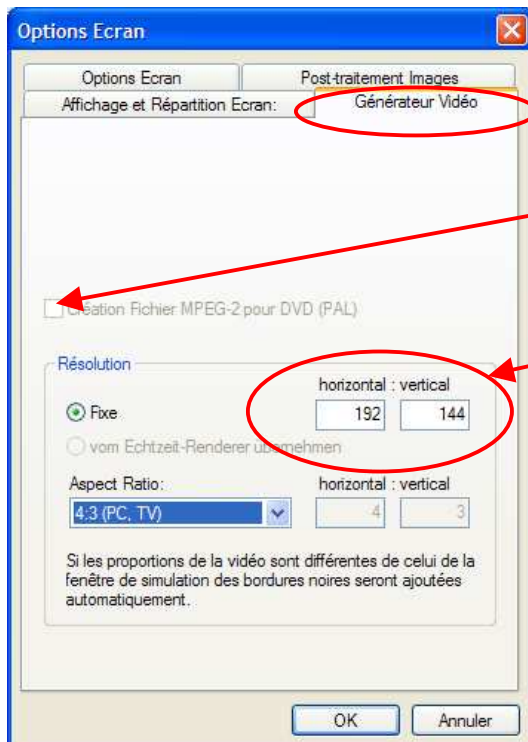 Options Ecran
Options Ecran Post-traitement Images
Affichage et Répartition Ecran: Générateur Vidéo
Création Fichier MPEG-2 pour DVD (PAL)
Résolution
horizontal : vertical
Fixe 192 144
vom Echtzeit-Renderer übernehmen
Aspect Ratio: horizontal : vertical
4:3 (PC, TV) 4 3
Si les proportions de la vidéo sont différentes de celui de la
fenêtre de simulation des bordures noires seront ajoutées
automatiquement.
OK Annuler